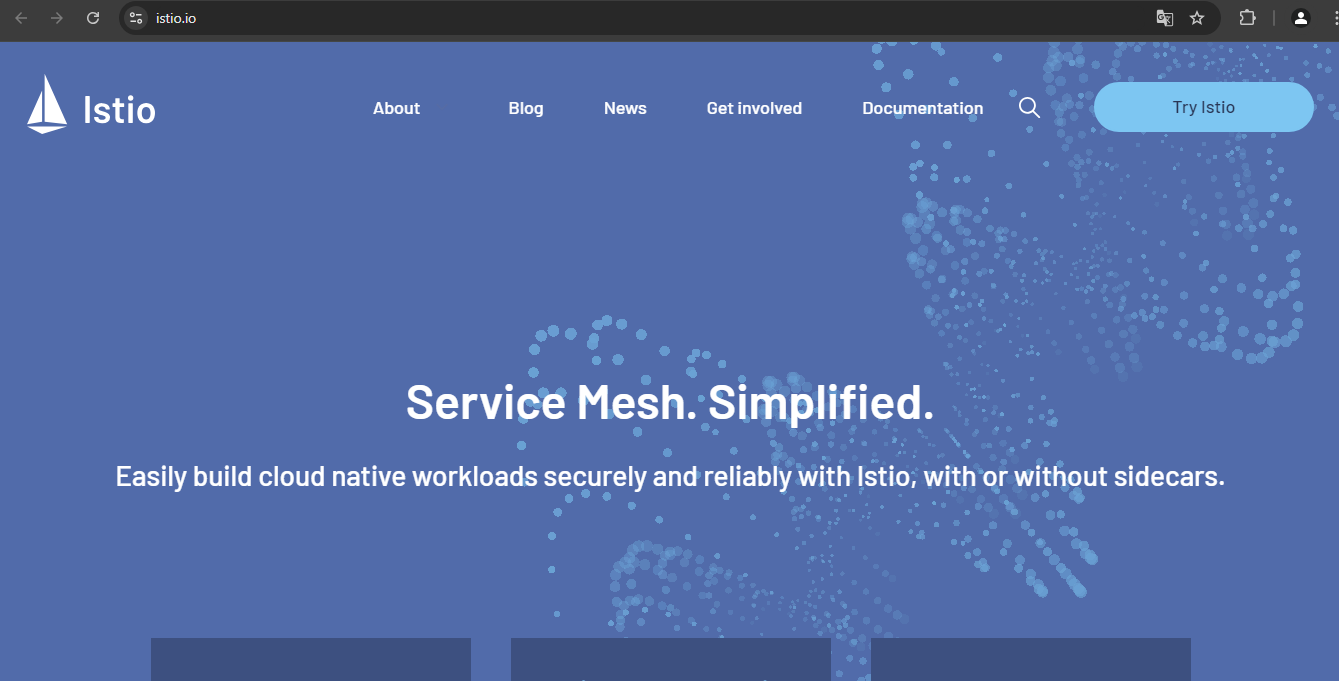 istio.io
Istio
About Blog News Get involved Documentation Try Istio
Service Mesh. Simplified.
Easily build cloud native workloads securely and reliably with Istio, with or without sidecars.